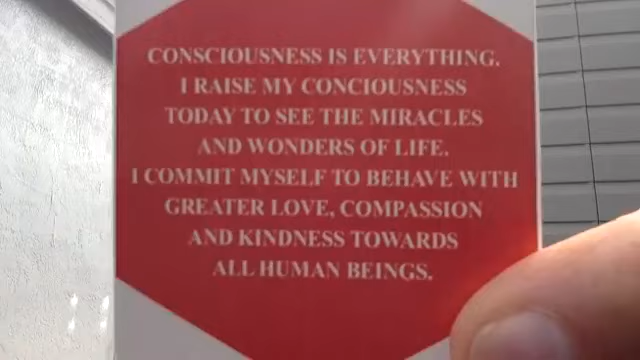 CONSCIOUSNESS IS EVERYTHING.
I RAISE MY CONCIOUSNESS
TODAY TO SEE THE MIRACLES
AND WONDERS OF LIFE.
I COMMIT MYSELF TO BEHAVE WITH
GREATER LOVE, COMPASSION
AND KINDNESS TOWARDS
ALL HUMAN BEINGS.